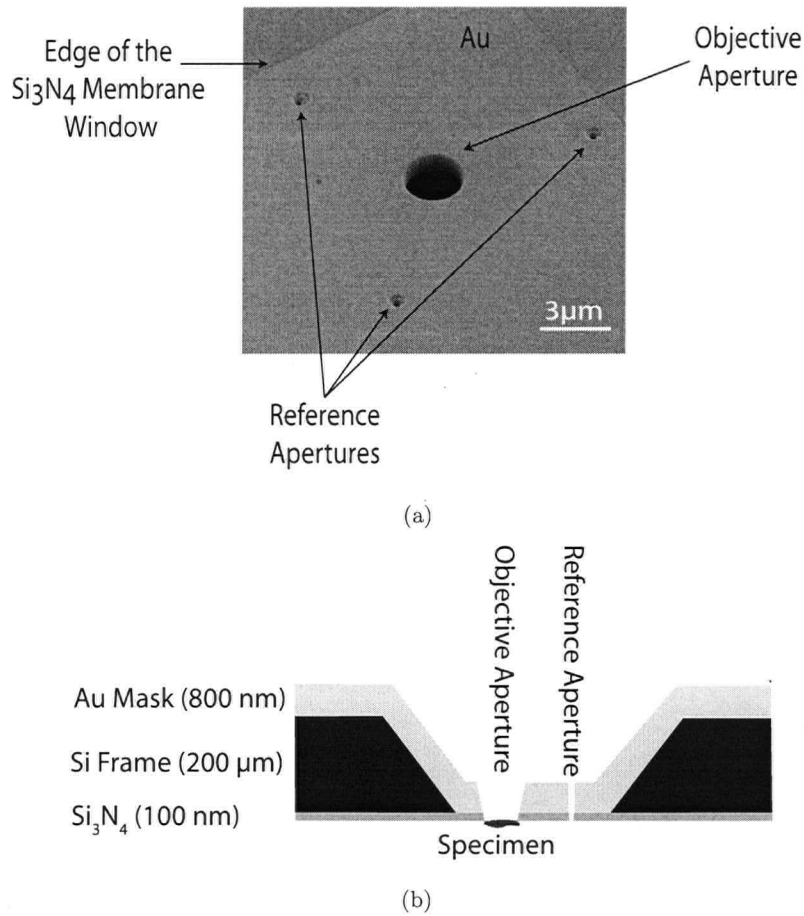 Edge of the
Si3N4 Membrane
Window
Au
Objective
Aperture
3µm
Reference
Apertures
(a)
Objective Aperture
Reference Aperture
Au Mask (800 nm)
Si Frame (200 µm)
Si₃N₄ (100 nm)
Specimen
(b)